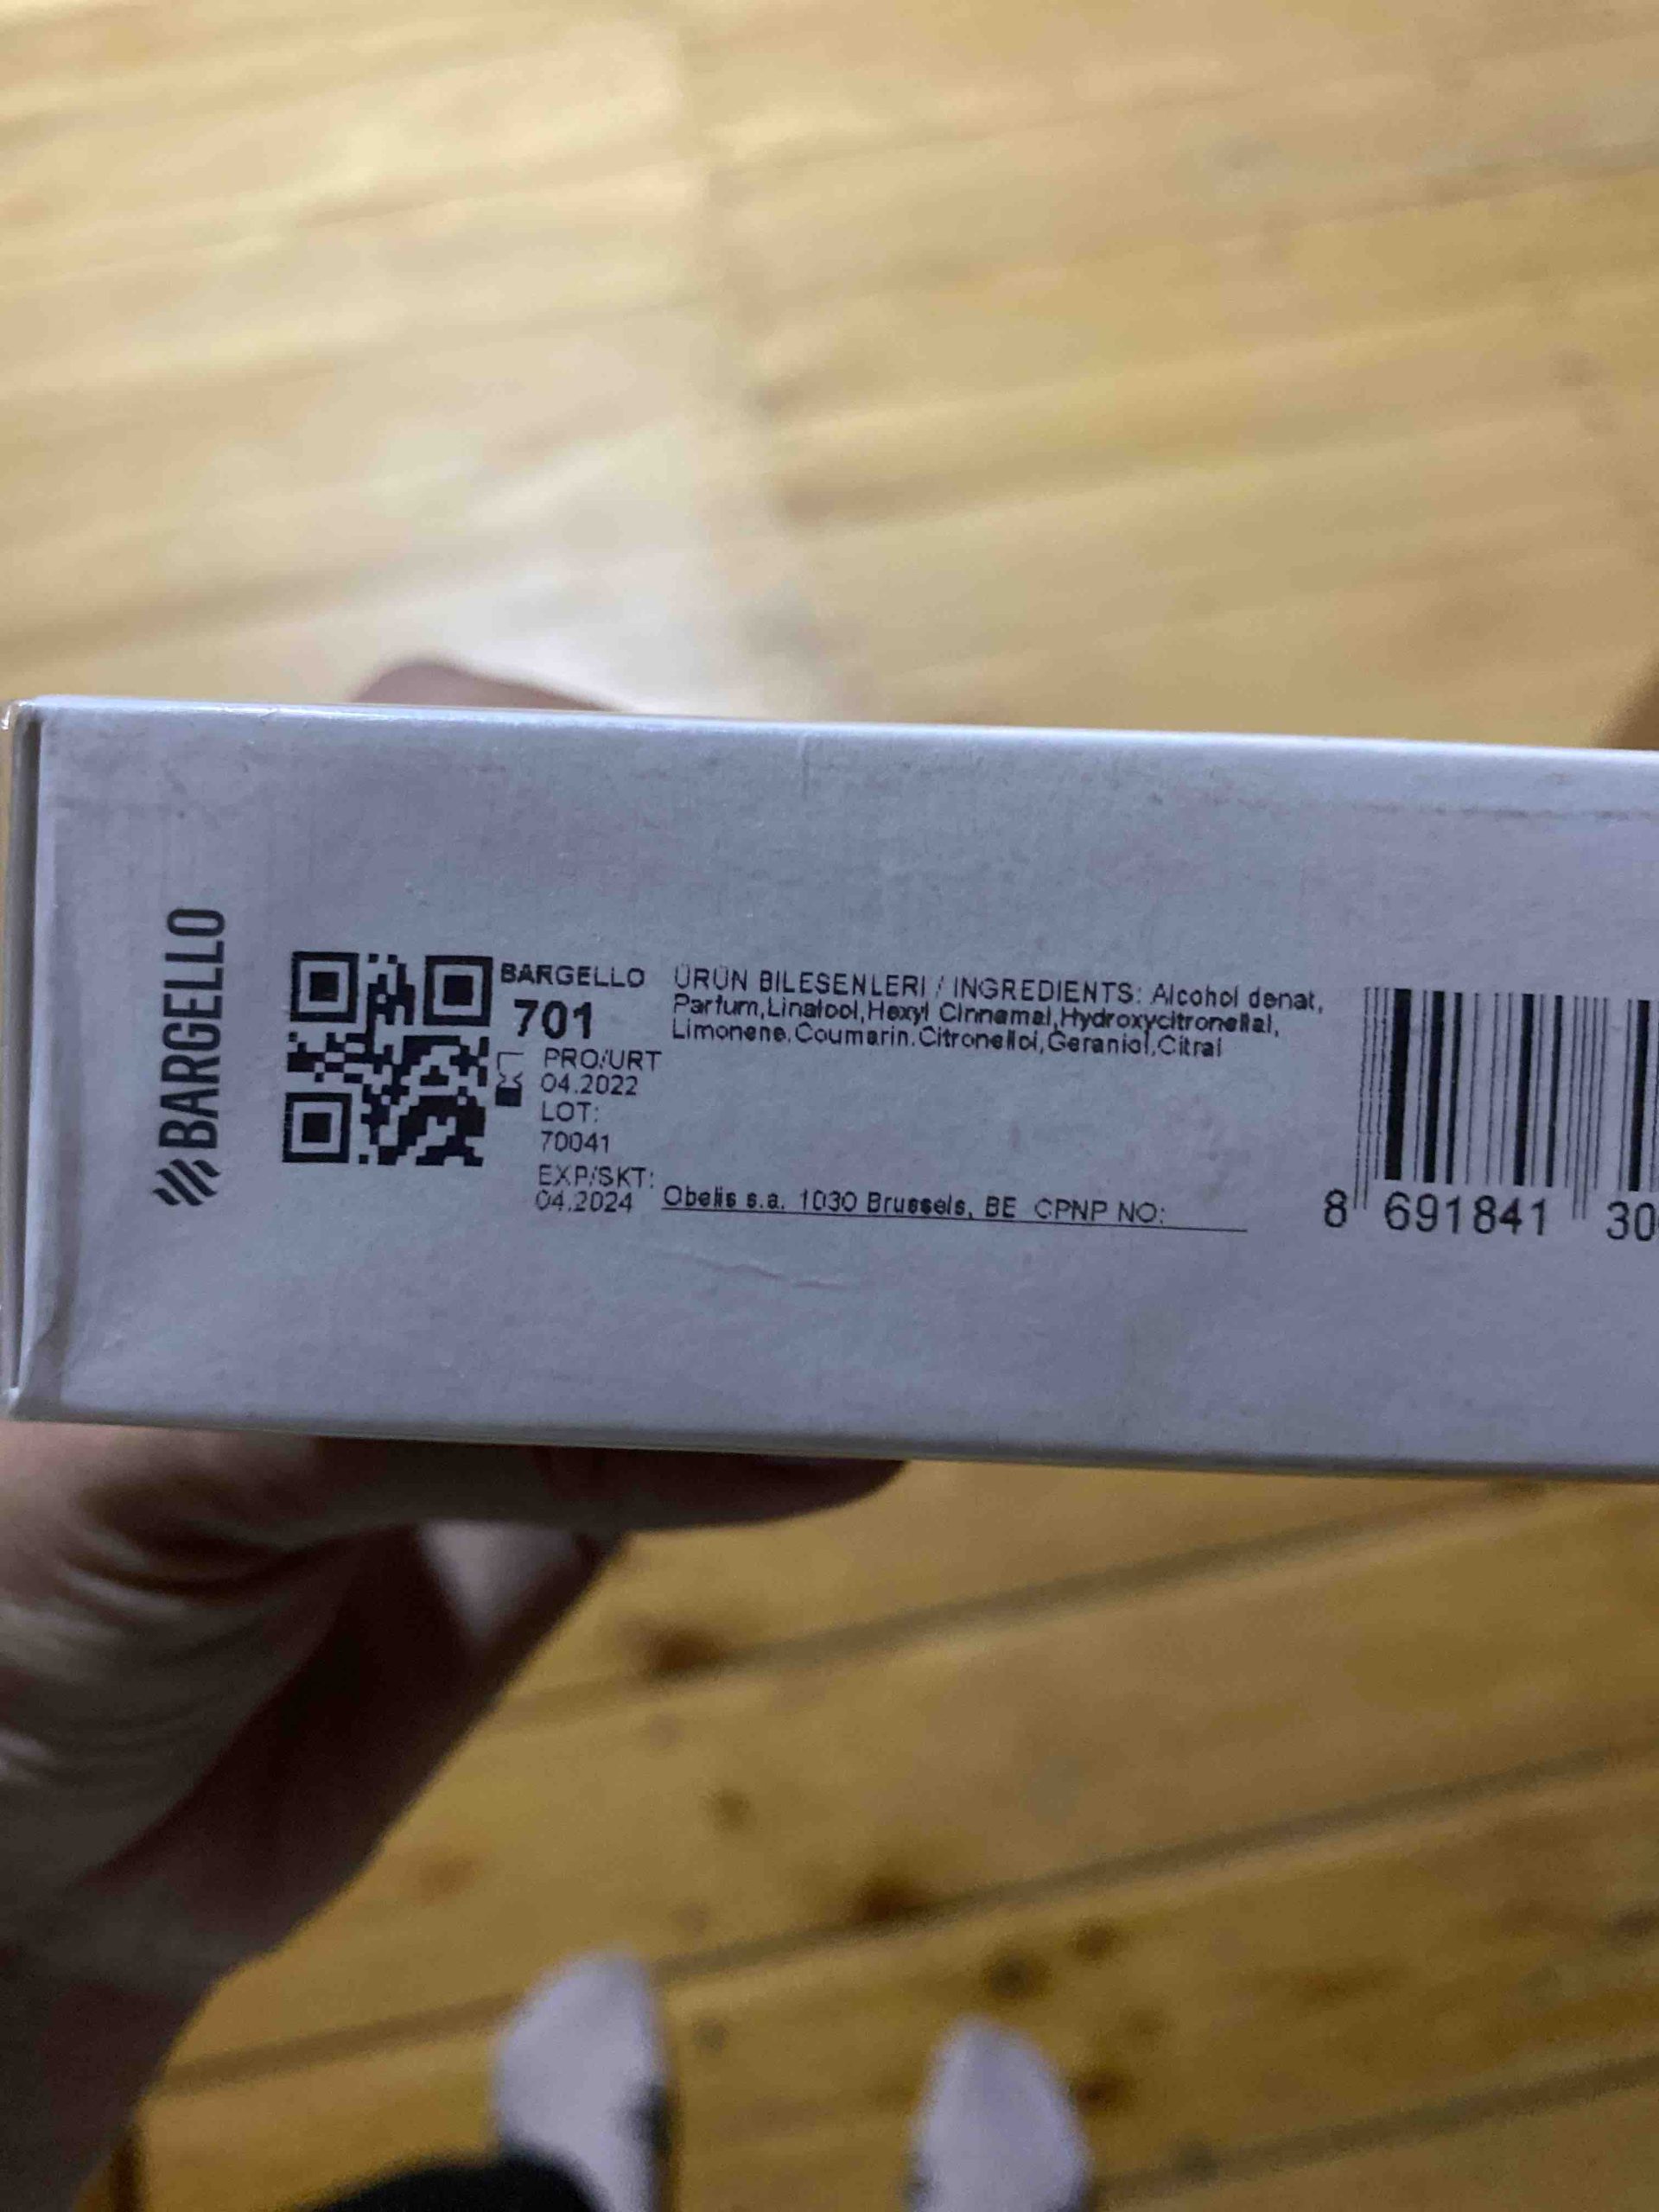 BARGELLO
BARGELLO
701
PRO/URT
04.2022
LOT:
70041
EXP/SKT:
04.2024
ÜRÜN BILESENLERI / INGREDIENTS: Alcohol denat,
Parfum,Linalool,Hexyl Cinnamal,Hydroxycitronellal,
Limonene,Coumarin,Citronellol,Geraniol,Citral
Obelis s.a. 1030 Brussels, BE CPNP NO:
8 691841 30